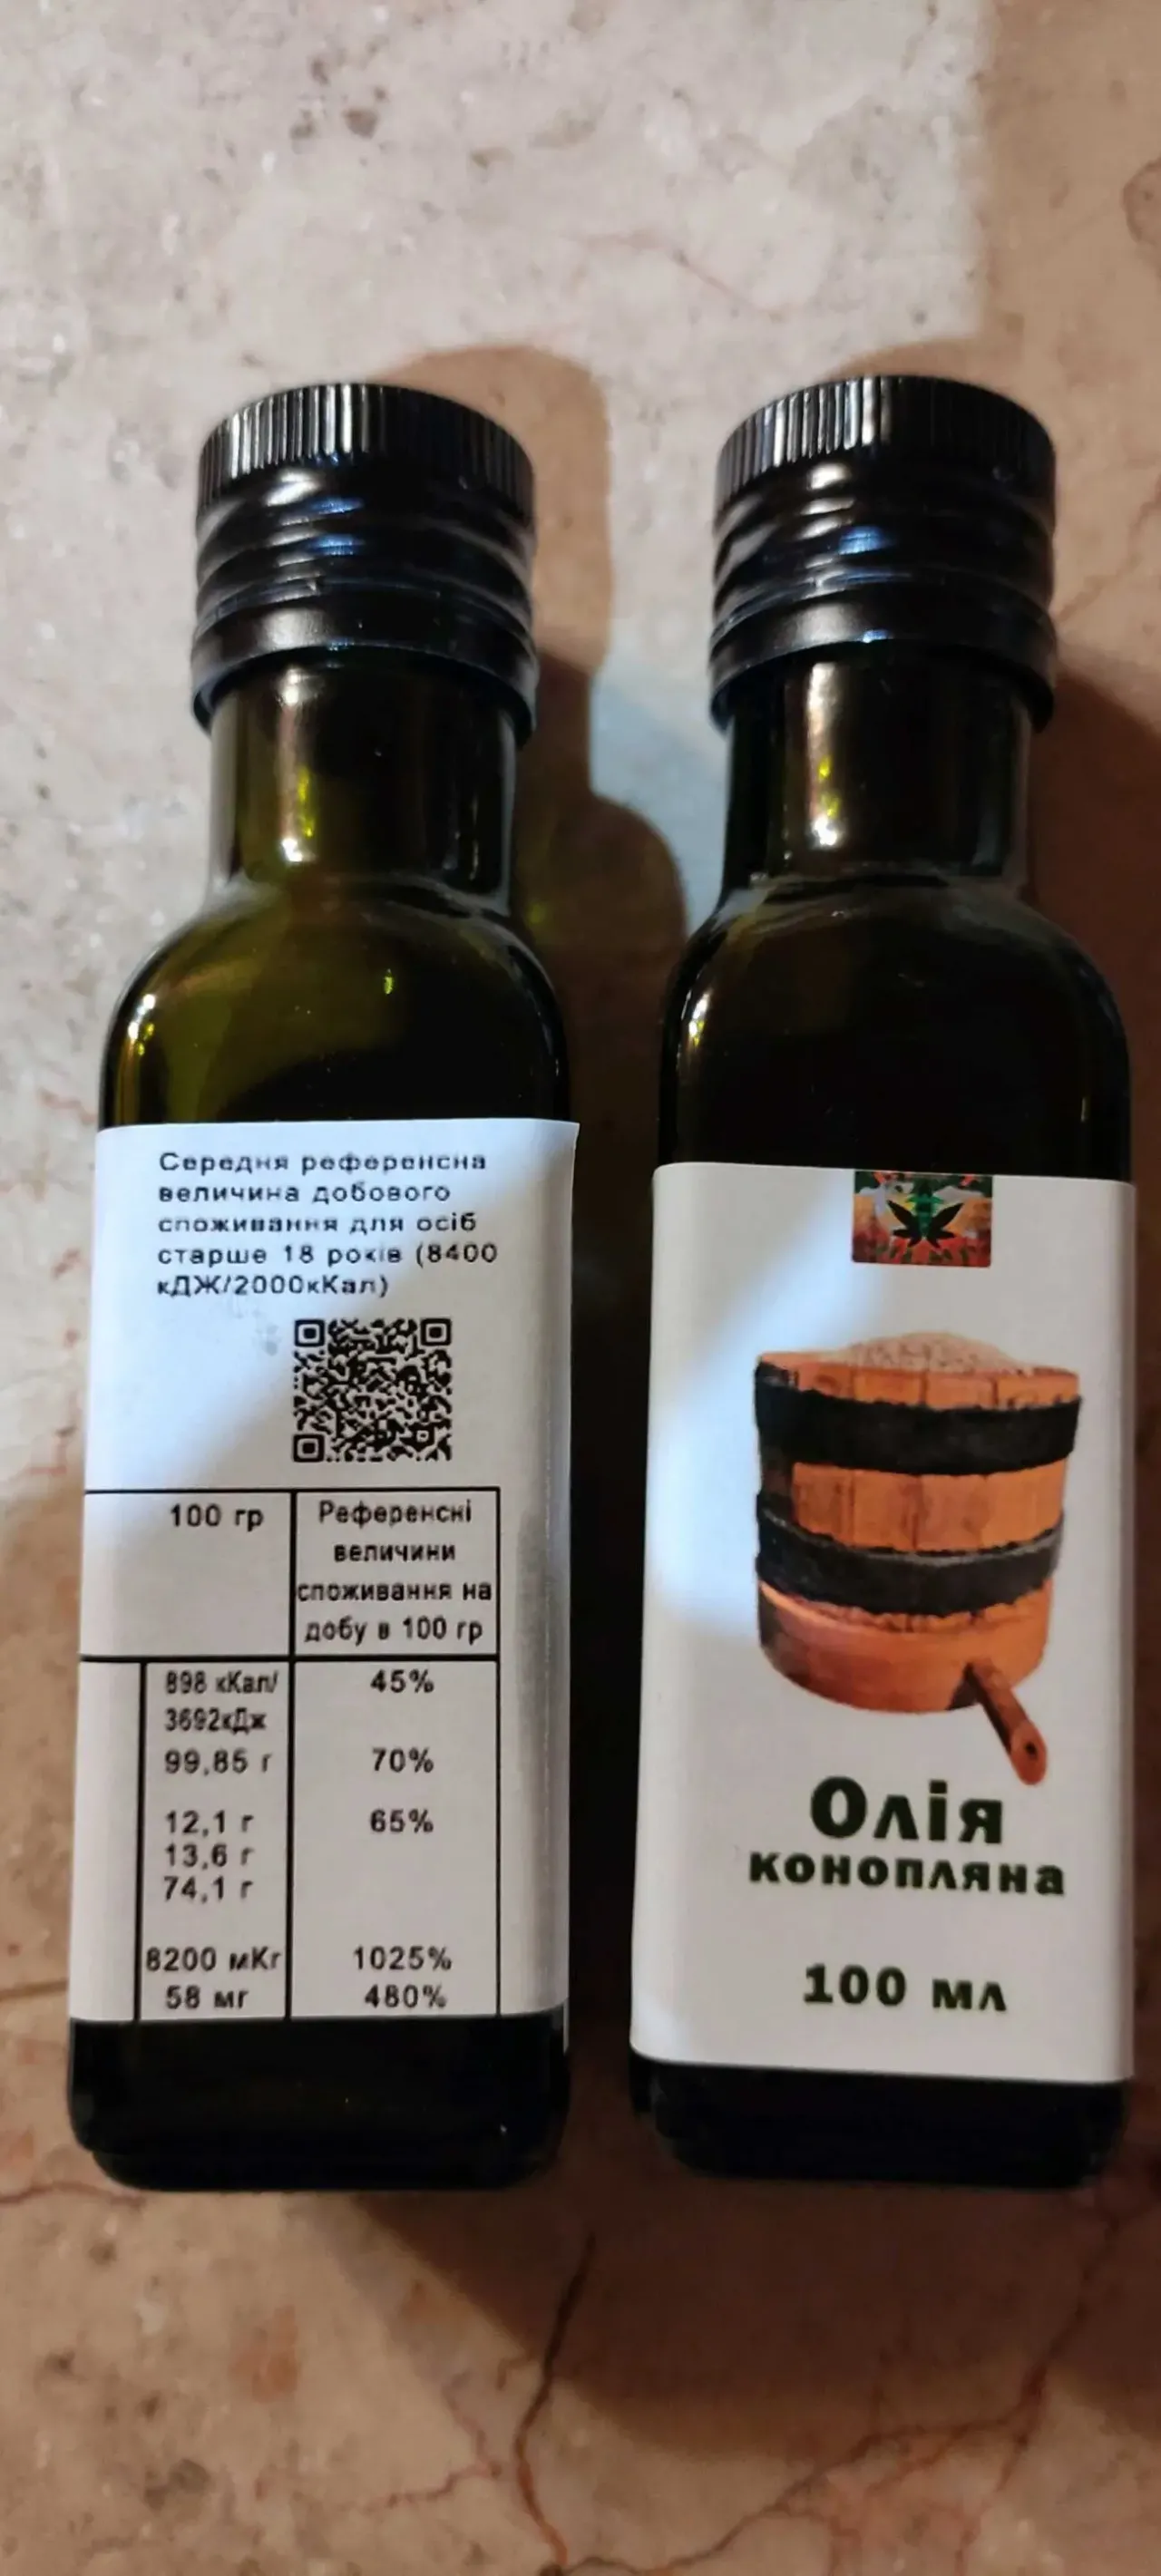 Середня референсна
величина добового
споживання для осіб
старше 18 років (8400
кДЖ/2000кКал)
100 гр
Референсні
величини
споживання на
добу в 100 гр
898 кКал/ 45%
3692кДж
99,85 г 70%
12,1 г 65%
13,6 г
74,1 г
8200 мКг 1025%
58 мг 480%
Олія
конопляна
100 мл